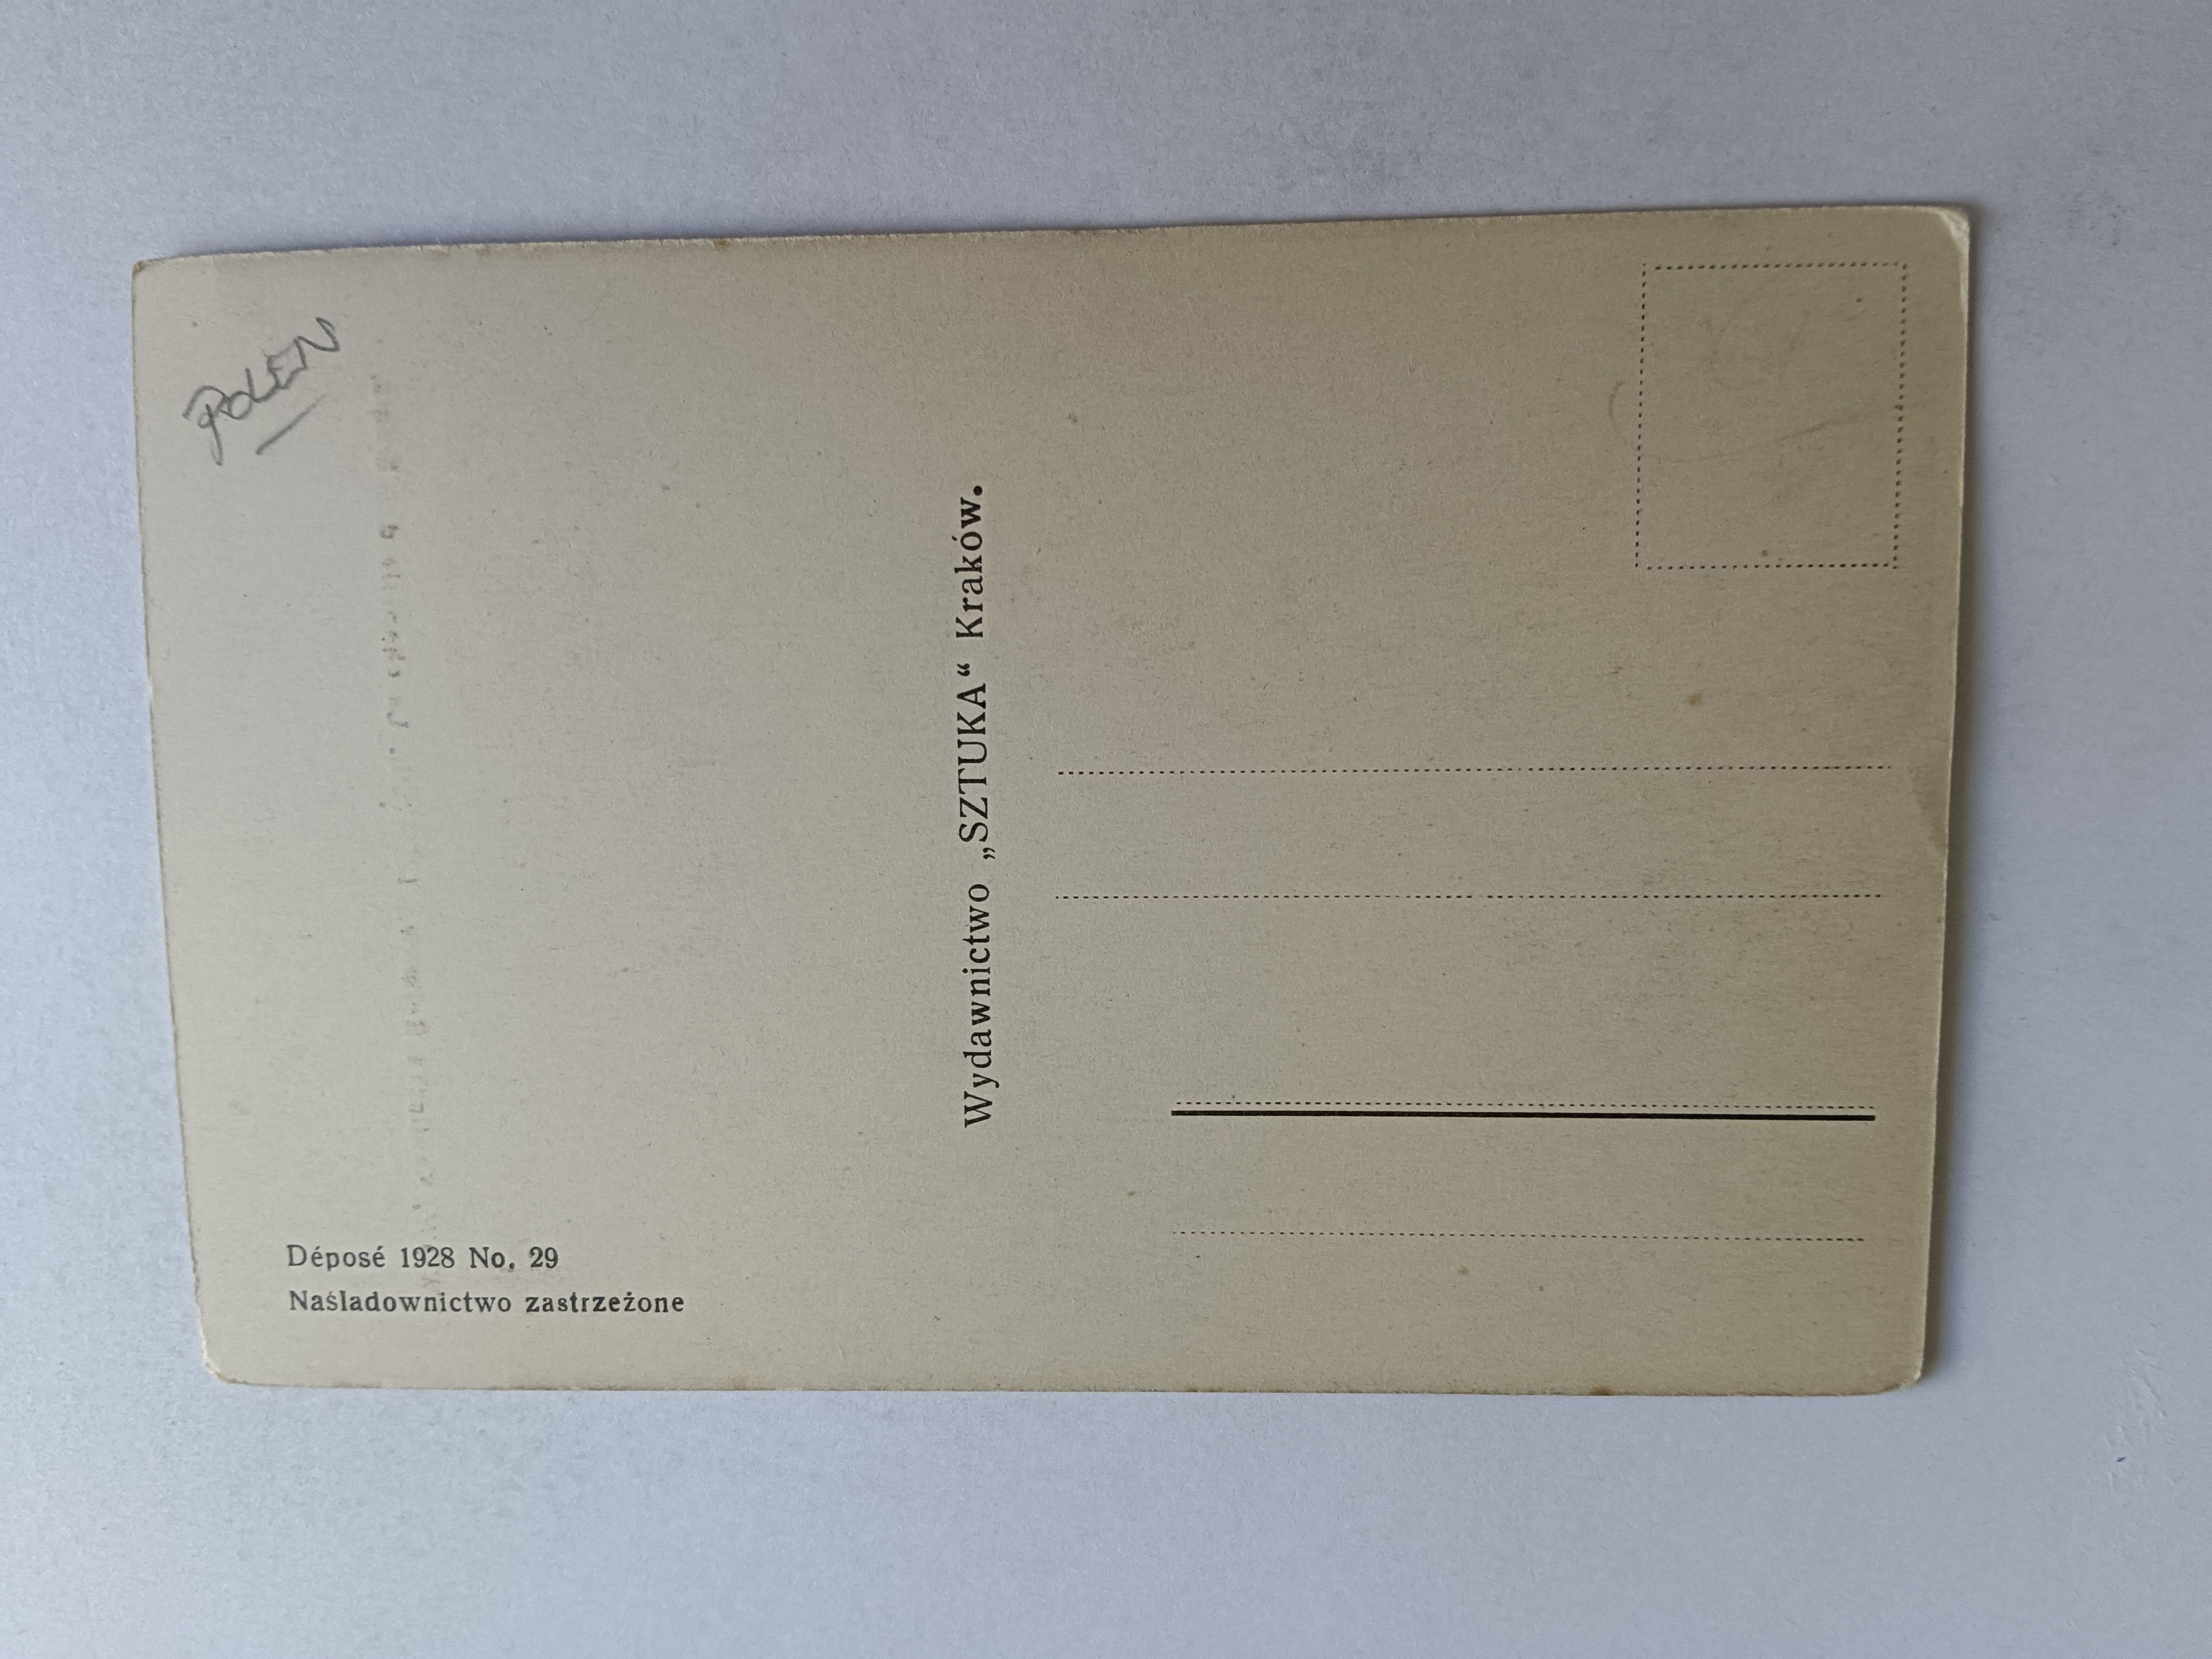 POLEN
Wydawnictwo „SZTUKA“ Kraków.
Déposé 1928 No. 29
Naśladownictwo zastrzeżone